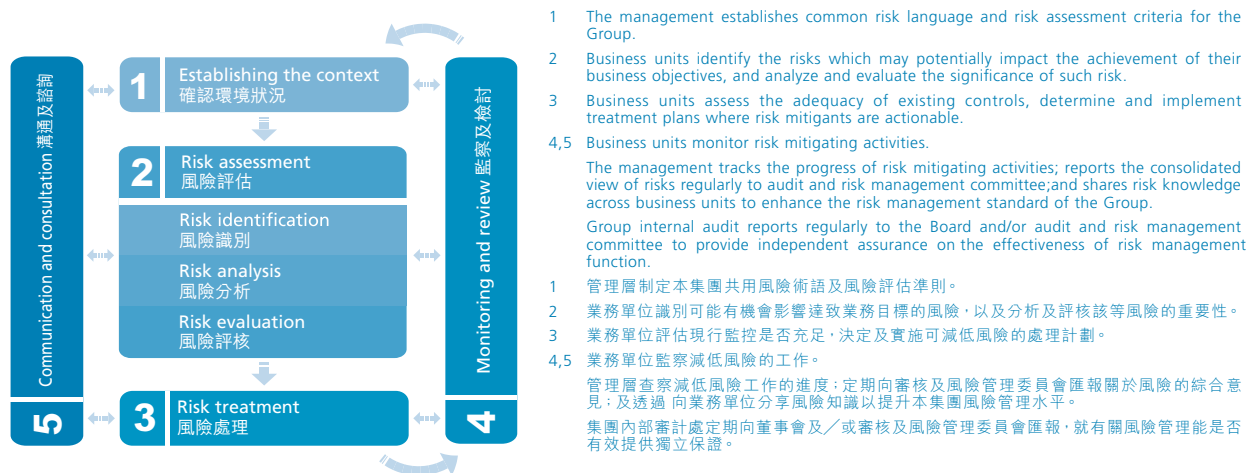 Communication and consultation 溝通及諮詢
5
1
Establishing the context
確認環境狀況
2
Risk assessment
風險評估
Risk identification
風險識別
Risk analysis
風險分析
Risk evaluation
風險評核
3
Risk treatment
風險處理
Monitoring and review 監察及檢討
4
1 The management establishes common risk language and risk assessment criteria for the
Group.
2 Business units identify the risks which may potentially impact the achievement of their
business objectives, and analyze and evaluate the significance of such risk.
3 Business units assess the adequacy of existing controls, determine and implement
treatment plans where risk mitigants are actionable.
4,5 Business units monitor risk mitigating activities.
The management tracks the progress of risk mitigating activities; reports the consolidated
view of risks regularly to audit and risk management committee;and shares risk knowledge
across business units to enhance the risk management standard of the Group.
Group internal audit reports regularly to the Board and/or audit and risk management
committee to provide independent assurance on the effectiveness of risk management
function.
1 管理層制定本集團共用風險術語及風險評估準則。
2 業務單位識別可能有機會影響達致業務目標的風險，以及分析及評核該等風險的重要性。
3 業務單位評估現行監控是否充足，決定及實施可減低風險的處理計劃。
4,5 業務單位監察減低風險的工作。
管理層查察減低風險工作的進度；定期向審核及風險管理委員會匯報關於風險的綜合意
見；及透過 向業務單位分享風險知識以提升本集團風險管理水平。
集團內部審計處定期向董事會及／或審核及風險管理委員會匯報，就有關風險管理能是否
有效提供獨立保證。